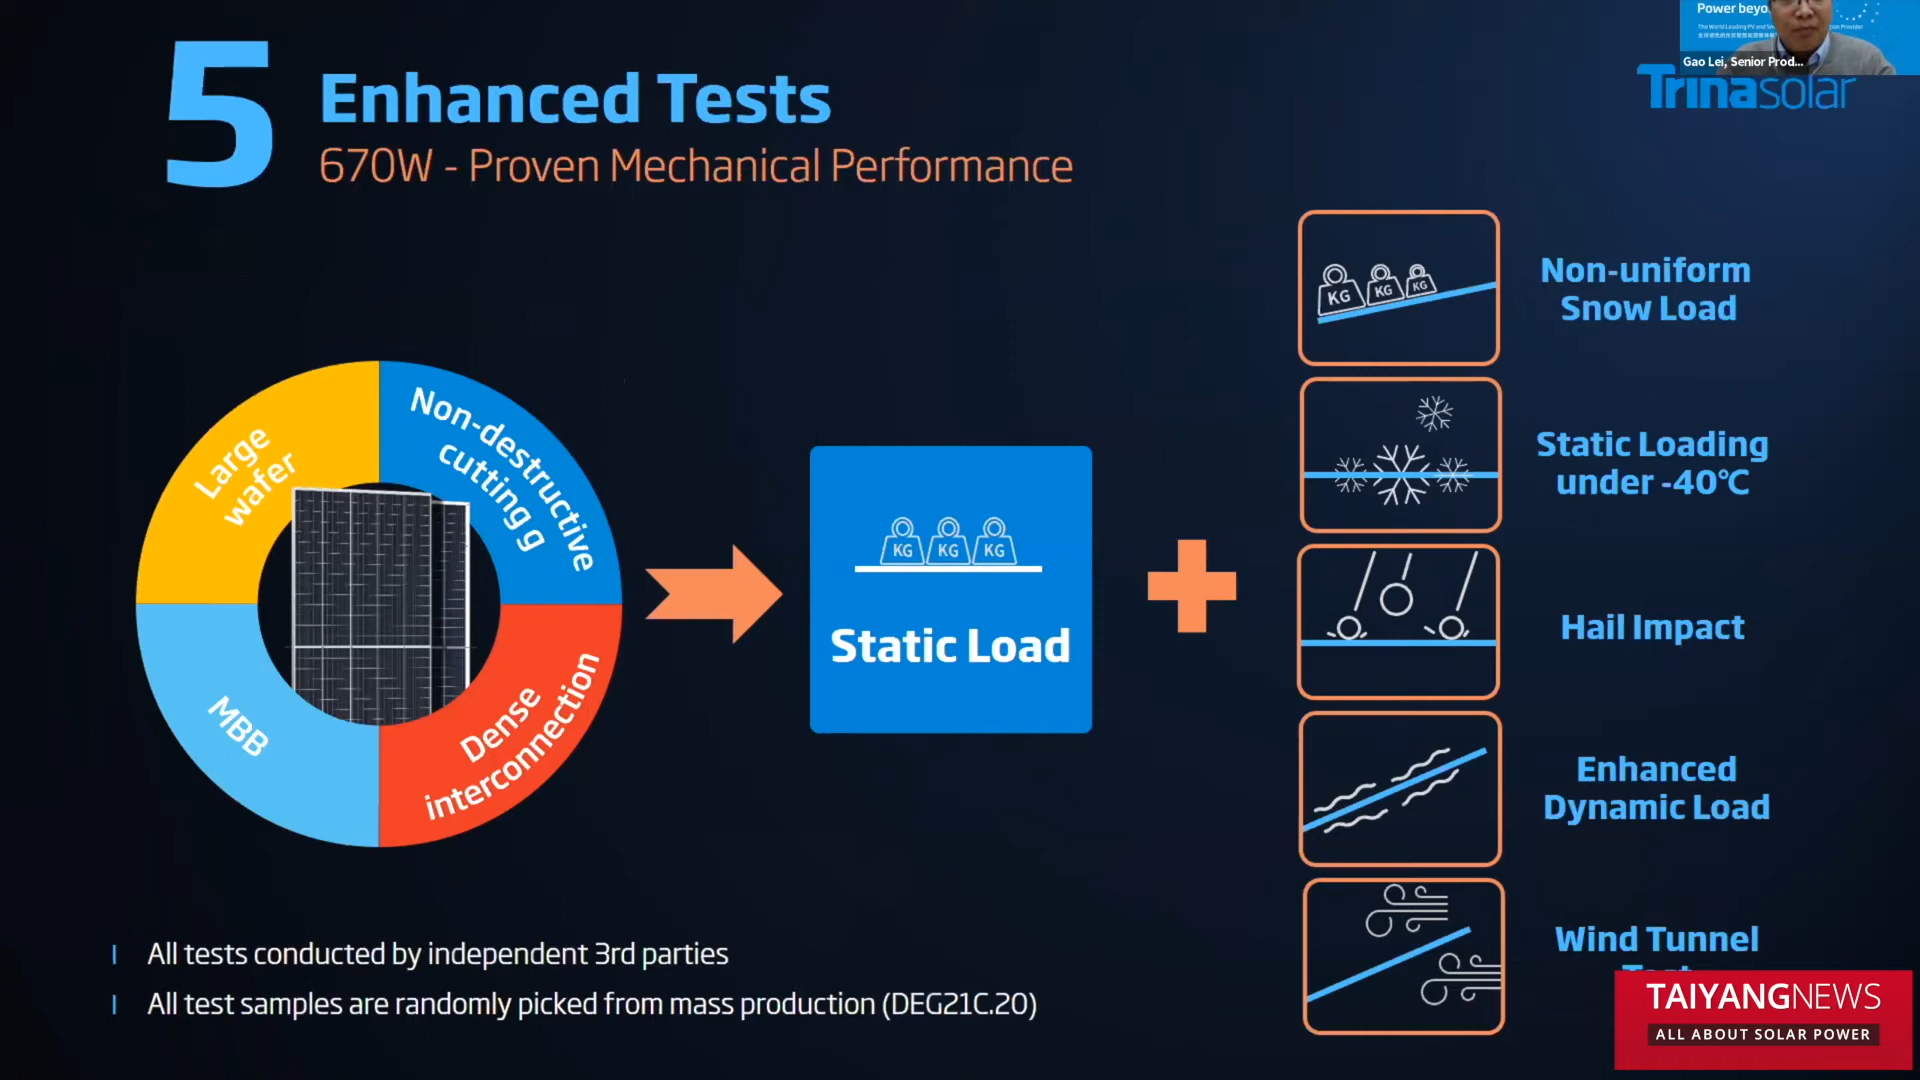 Power beyo
Gao Lei, Senior Prod...
Trinasolar
5
Enhanced Tests
670W - Proven Mechanical Performance
Large
wafer
Non-destructive
cutting g
MBB
Dense
interconnection
KG KG KG
Static Load
KG KG KG
Non-uniform
Snow Load
Static Loading
under -40℃
Hail Impact
Enhanced
Dynamic Load
Wind Tunnel
All tests conducted by independent 3rd parties
All test samples are randomly picked from mass production (DEG21C.20)
TAIYANGNEWS
ALL ABOUT SOLAR POWER